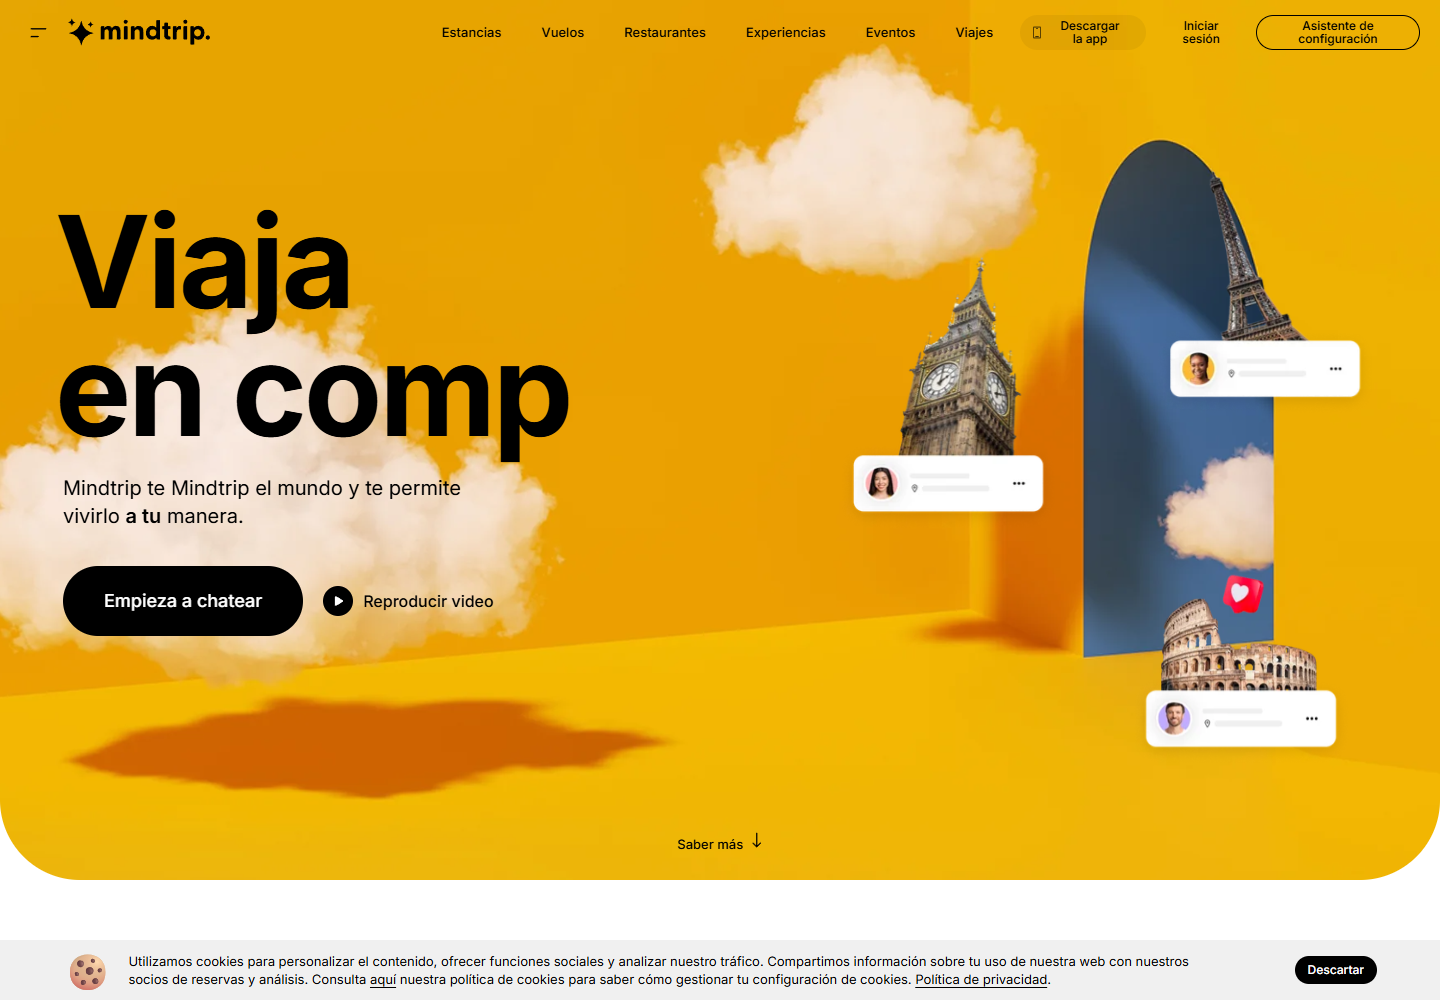 mindtrip.
Estancias
Vuelos
Restaurantes
Experiencias
Eventos
Viajes
Descargar
la app
Iniciar
sesión
Asistente de
configuración
Viaja
en comp
Mindtrip te Mindtrip el mundo y te permite
vivirlo a tu manera.
Empieza a chatear
Reproducir video
Saber más
Utilizamos cookies para personalizar el contenido, ofrecer funciones sociales y analizar nuestro tráfico. Compartimos información sobre tu uso de nuestra web con nuestros
socios de reservas y análisis. Consulta aquí nuestra política de cookies para saber cómo gestionar tu configuración de cookies. Política de privacidad.
Descartar